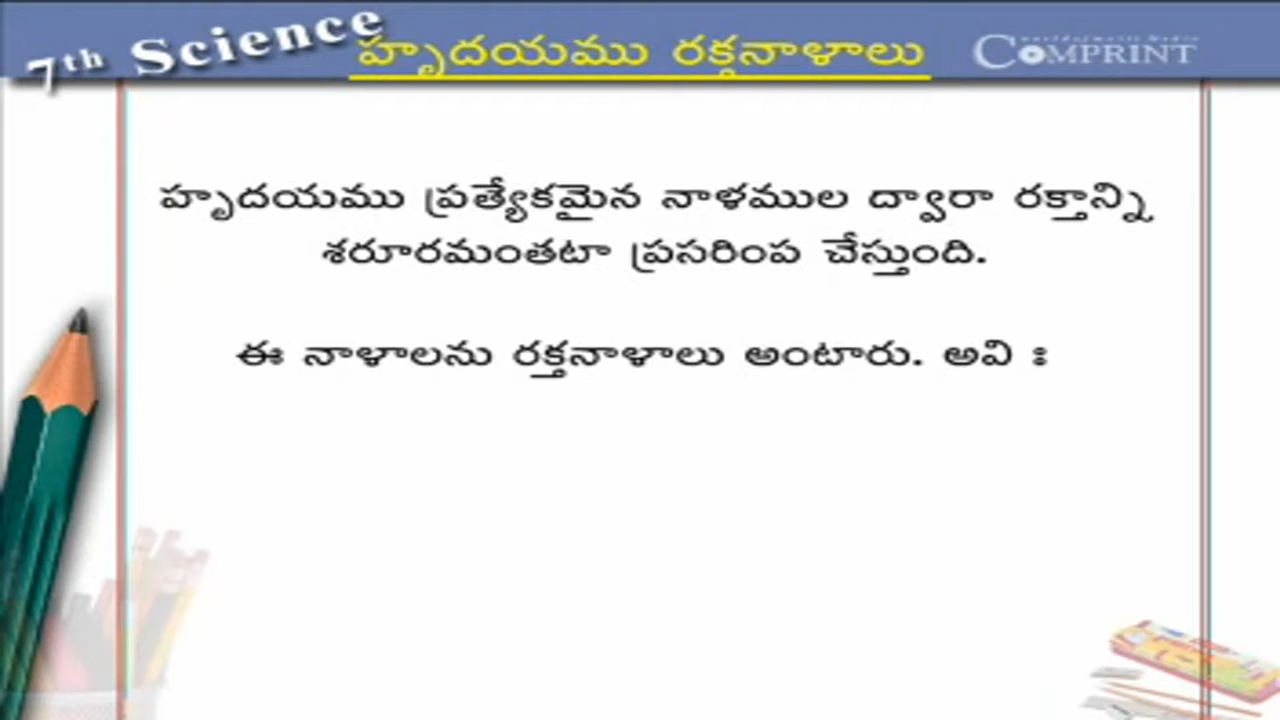 7th Science
హృదయము రక్తనాళాలు
COMPRINT
హృదయము ప్రత్యేకమైన నాళముల ద్వారా రక్తాన్ని
శరూరమంతటా ప్రసరింప చేస్తుంది.
ఈ నాళాలను రక్తనాళాలు అంటారు. అవి ః